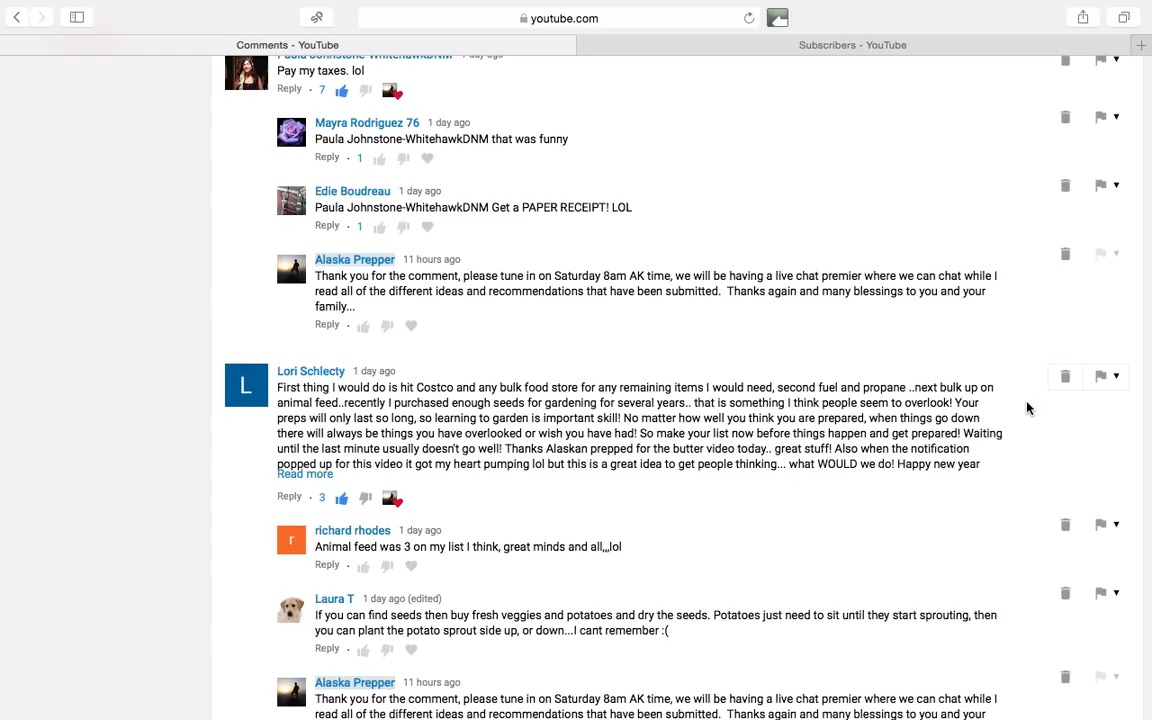 youtube.com
Comments - YouTube
Subscribers - YouTube
Paula Johnstone-WhitehawkDNM 1 day ago
Pay my taxes. lol
Reply · 7
Mayra Rodriguez 76 1 day ago
Paula Johnstone-WhitehawkDNM that was funny
Reply · 1
Edie Boudreau 1 day ago
Paula Johnstone-WhitehawkDNM Get a PAPER RECEIPT! LOL
Reply · 1
Alaska Prepper 11 hours ago
Thank you for the comment, please tune in on Saturday 8am AK time, we will be having a live chat premier where we can chat while I
read all of the different ideas and recommendations that have been submitted. Thanks again and many blessings to you and your
family...
Reply ·
L
Lori Schlecty 1 day ago
First thing I would do is hit Costco and any bulk food store for any remaining items I would need, second fuel and propane ..next bulk up on
animal feed..recently I purchased enough seeds for gardening for several years.. that is something I think people seem to overlook! Your
preps will only last so long, so learning to garden is important skill! No matter how well you think you are prepared, when things go down
there will always be things you have overlooked or wish you have had! So make your list now before things happen and get prepared! Waiting
until the last minute usually doesn't go well! Thanks Alaskan prepped for the butter video today.. great stuff! Also when the notification
popped up for this video it got my heart pumping lol but this is a great idea to get people thinking... what WOULD we do! Happy new year
Read more
Reply · 3
r
richard rhodes 1 day ago
Animal feed was 3 on my list I think, great minds and all,,,lol
Reply ·
Laura T 1 day ago (edited)
If you can find seeds then buy fresh veggies and potatoes and dry the seeds. Potatoes just need to sit until they start sprouting, then
you can plant the potato sprout side up, or down...I cant remember :(
Reply ·
Alaska Prepper 11 hours ago
Thank you for the comment, please tune in on Saturday 8am AK time, we will be having a live chat premier where we can chat while I
read all of the different ideas and recommendations that have been submitted. Thanks again and many blessings to you and your